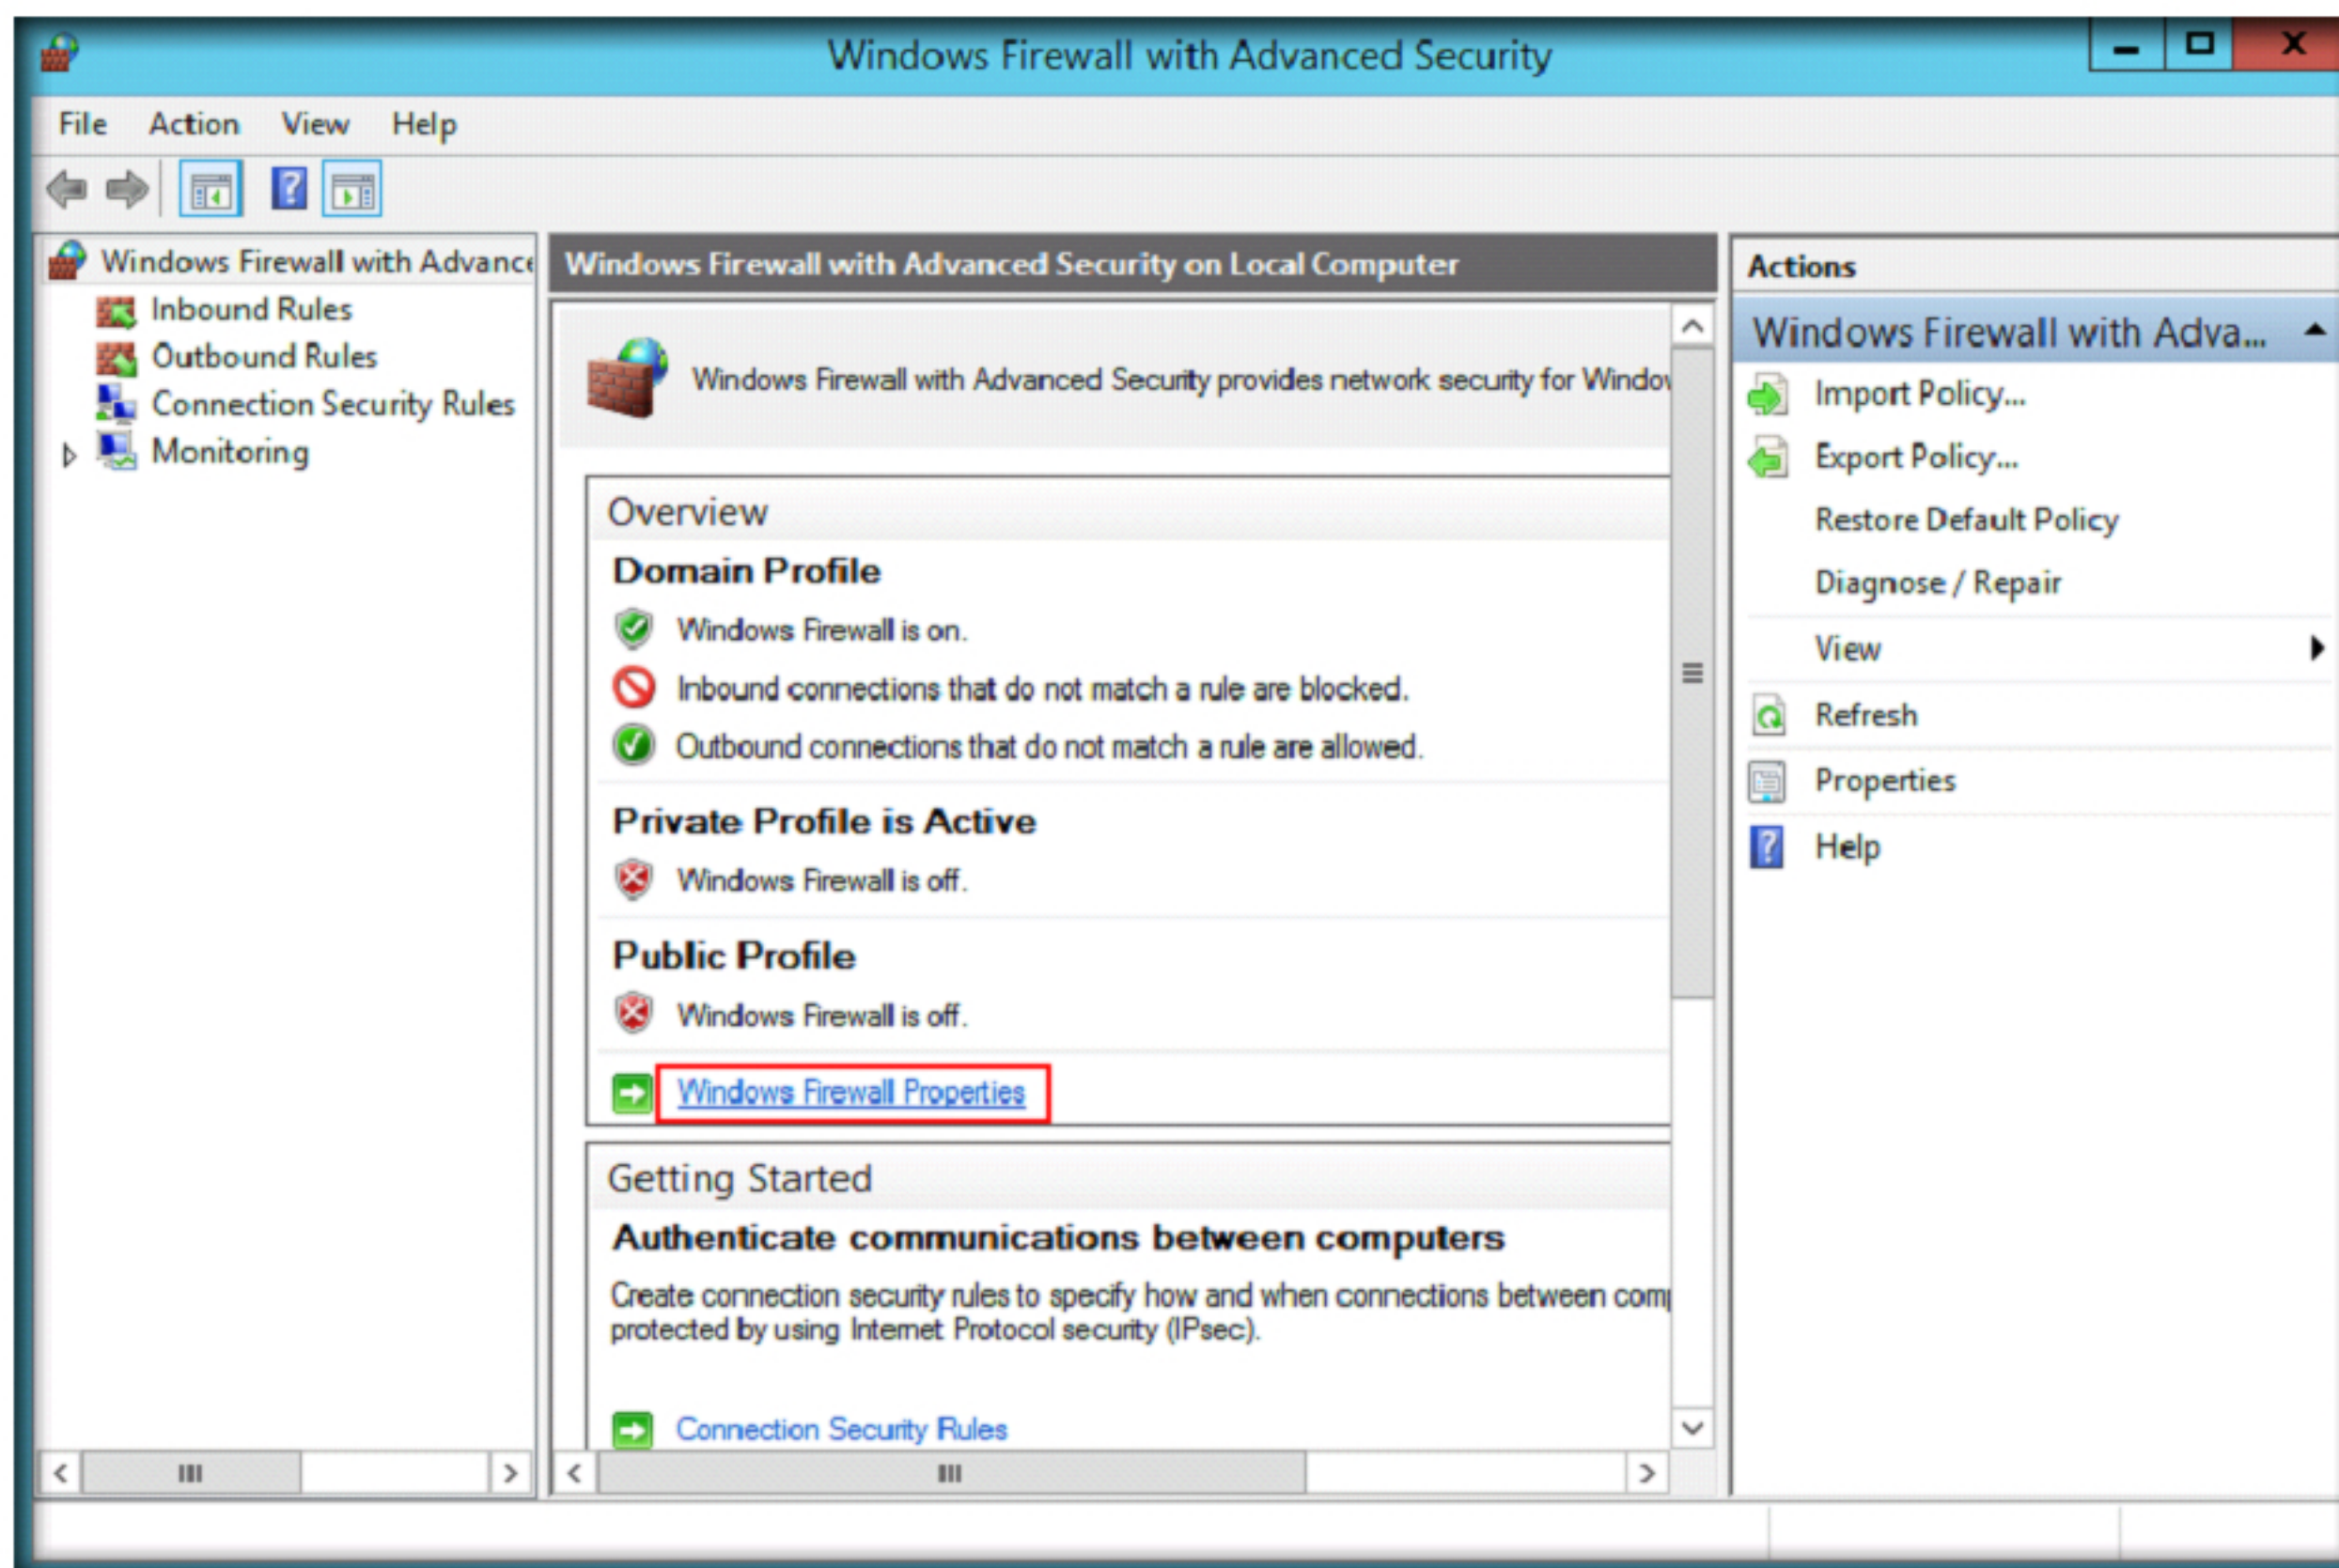 Windows Firewall with Advanced Security
File Action View Help
Windows Firewall with Advance
Inbound Rules
Outbound Rules
Connection Security Rules
Monitoring
Windows Firewall with Advanced Security on Local Computer
Windows Firewall with Advanced Security provides network security for Window
Overview
Domain Profile
Windows Firewall is on.
Inbound connections that do not match a rule are blocked.
Outbound connections that do not match a rule are allowed.
Private Profile is Active
Windows Firewall is off.
Public Profile
Windows Firewall is off.
Windows Firewall Properties
Getting Started
Authenticate communications between computers
Create connection security rules to specify how and when connections between comp
protected by using Internet Protocol security (IPsec).
Connection Security Rules
Actions
Windows Firewall with Adva...
Import Policy...
Export Policy...
Restore Default Policy
Diagnose / Repair
View
Refresh
Properties
Help